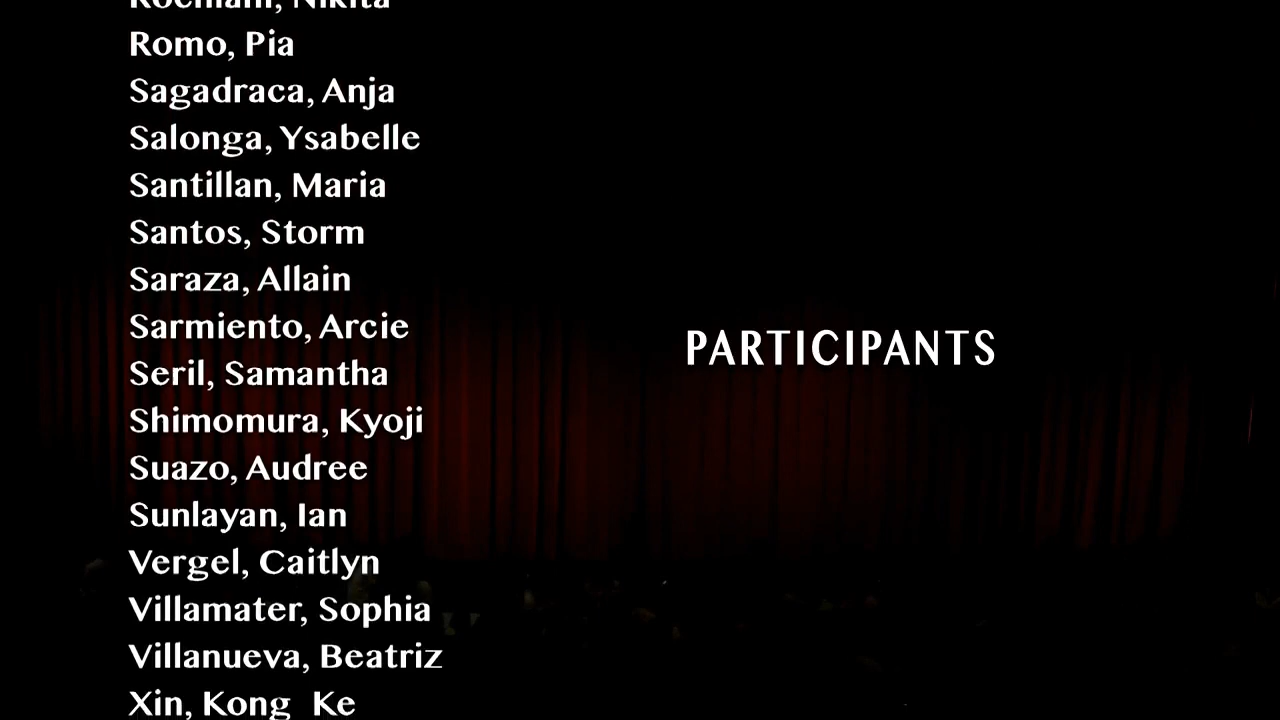 Nikita
Romo, Pia
Sagadraca, Anja
Salonga, Ysabelle
Santillan, Maria
Santos, Storm
Saraza, Allain
Sarmiento, Arcie
Seril, Samantha
Shimomura, Kyoji
Suazo, Audree
Sunlayan, Ian
Vergel, Caitlyn
Villamater, Sophia
Villanueva, Beatriz
Xin, Kong  Ke
PARTICIPANTS